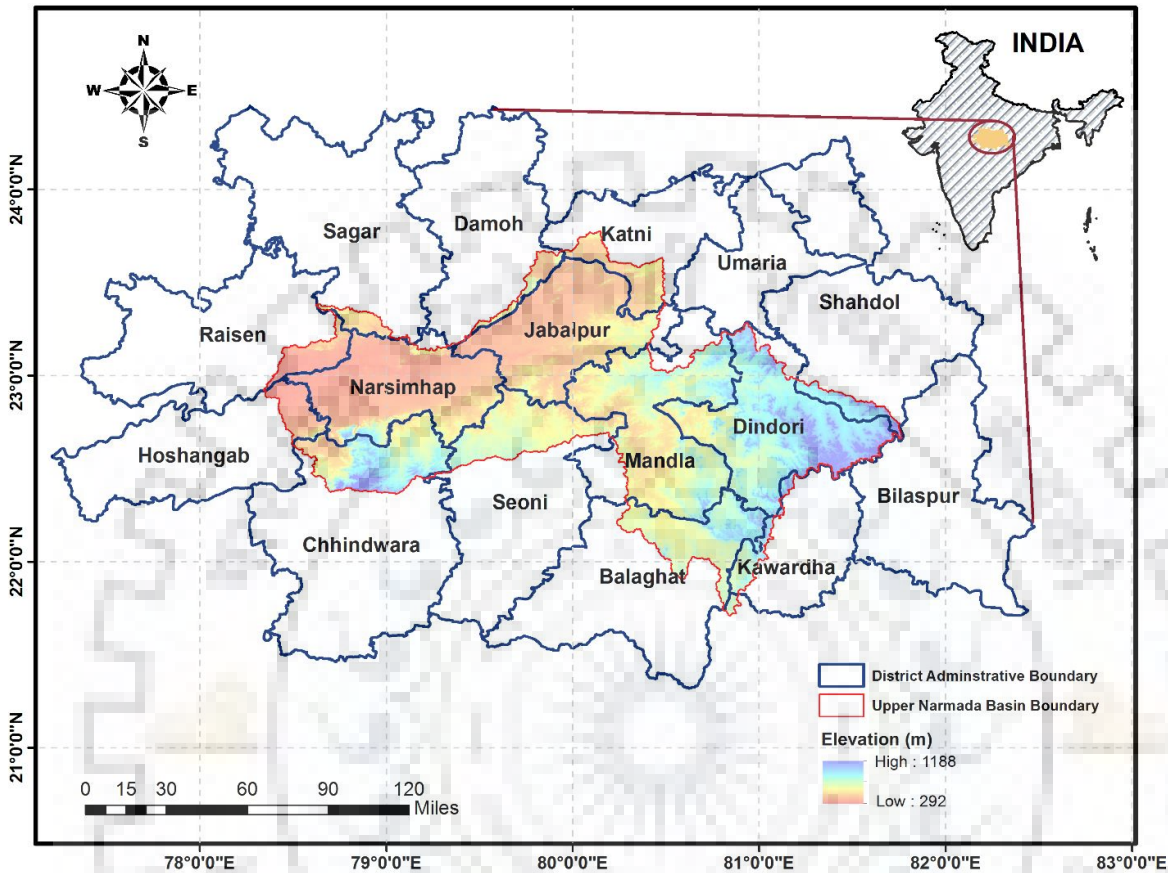 INDIA
N
W E
S
24°0'0"N
23°0'0"N
22°0'0"N
21°0'0"N
Sagar
Damoh
Katni
Umaria
Shahdol
Raisen
Jabalpur
Narsimhap
Dindori
Hoshangab
Mandla
Bilaspur
Seoni
Chhindwara
Balaghat
Kawardha
District Adminstrative Boundary
Upper Narmada Basin Boundary
Elevation (m)
High : 1188
Low : 292
0 15 30 60 90 120
Miles
78°0'0"E 79°0'0"E 80°0'0"E 81°0'0"E 82°0'0"E 83°0'0"E